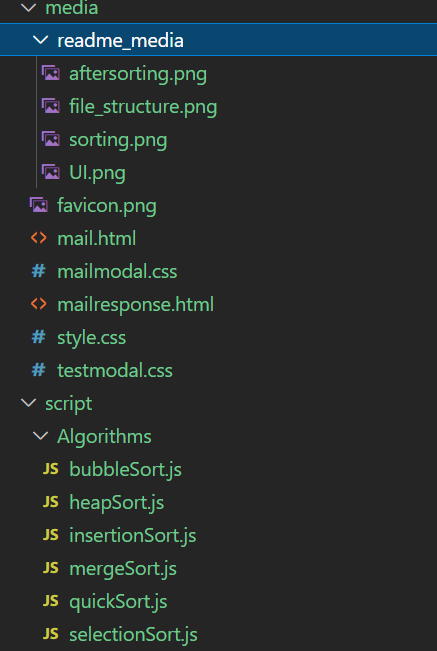 media
readme_media
aftersorting.png
file_structure.png
sorting.png
UI.png
favicon.png
<> mail.html
# mailmodal.css
<> mailresponse.html
# style.css
# testmodal.css
script
Algorithms
JS bubbleSort.js
JS heapSort.js
JS insertionSort.js
JS mergeSort.js
JS quickSort.js
JS selectionSort.js